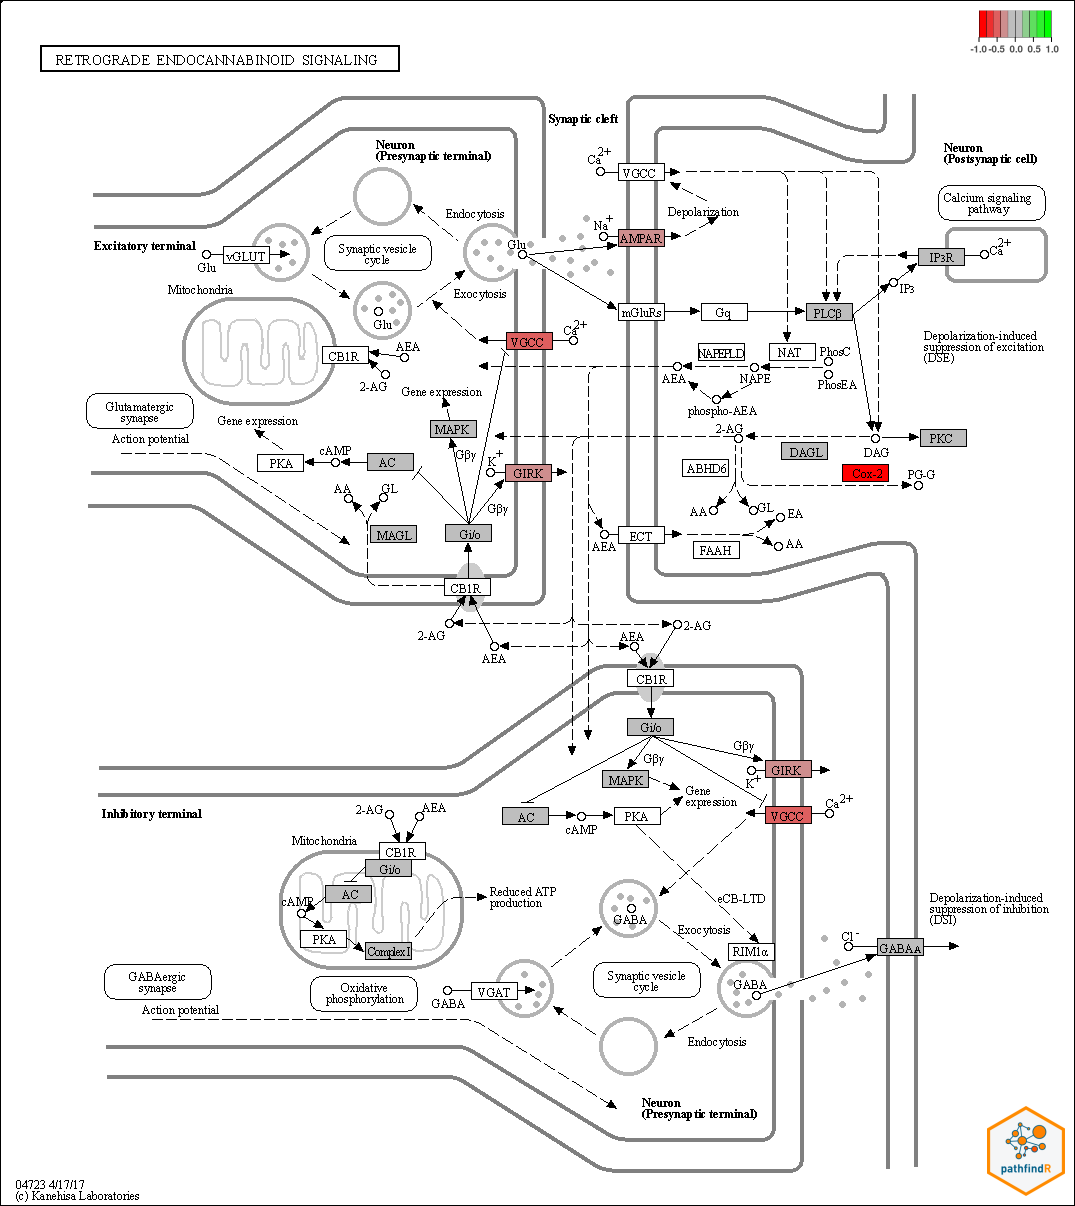 -1.0 -0.5 0.0 0.5 1.0
RETROGRADE ENDOCANNABINOID SIGNALING
Synaptic cleft
Neuron
(Presynaptic terminal)
Neuron
(Postsynaptic cell)
Ca2+
VGCC
Calcium signaling
pathway
Endocytosis
Depolarization
Na+
AMPAR
Excitatory terminal
Glu
vGLUT
Synaptic vesicle
cycle
Glu
IP3R
Ca2+
IP3
Mitochondria
Exocytosis
Glu
mGluRs
Gq
PLCβ
VGCC
Ca2+
Depolarization-induced
suppression of excitation
(DSE)
CB1R
AEA
2-AG
NAPEPLD
NAT
PhosC
PhosEA
AEA
NAPE
phospho-AEA
Glutamatergic
synapse
Gene expression
Gene expression
Action potential
MAPK
Gβγ
2-AG
DAG
PKC
DAGL
PKA
cAMP
AC
K+
GIRK
ABHD6
Cox-2
PG-G
AA
GL
Gβγ
AA
GL
EA
MAGL
Gi/o
AEA
ECT
FAAH
AA
CB1R
2-AG
AEA
AEA
2-AG
CB1R
Gi/o
Gβγ
Gβγ
MAPK
GIRK
K+
Gene
expression
Inhibitory terminal
2-AG
AEA
AC
cAMP
PKA
VGCC
Ca2+
Mitochondria
CB1R
Gi/o
AC
cAMP
PKA
Complex I
Reduced ATP
production
eCB-LTD
GABA
Exocytosis
RIM1α
Depolarization-induced
suppression of inhibition
(DSI)
Cl-
GABAA
GABAergic
synapse
Oxidative
phosphorylation
GABA
VGAT
Synaptic vesicle
cycle
GABA
Action potential
Endocytosis
Neuron
(Presynaptic terminal)
pathfindR
04723 4/17/17
(c) Kanehisa Laboratories